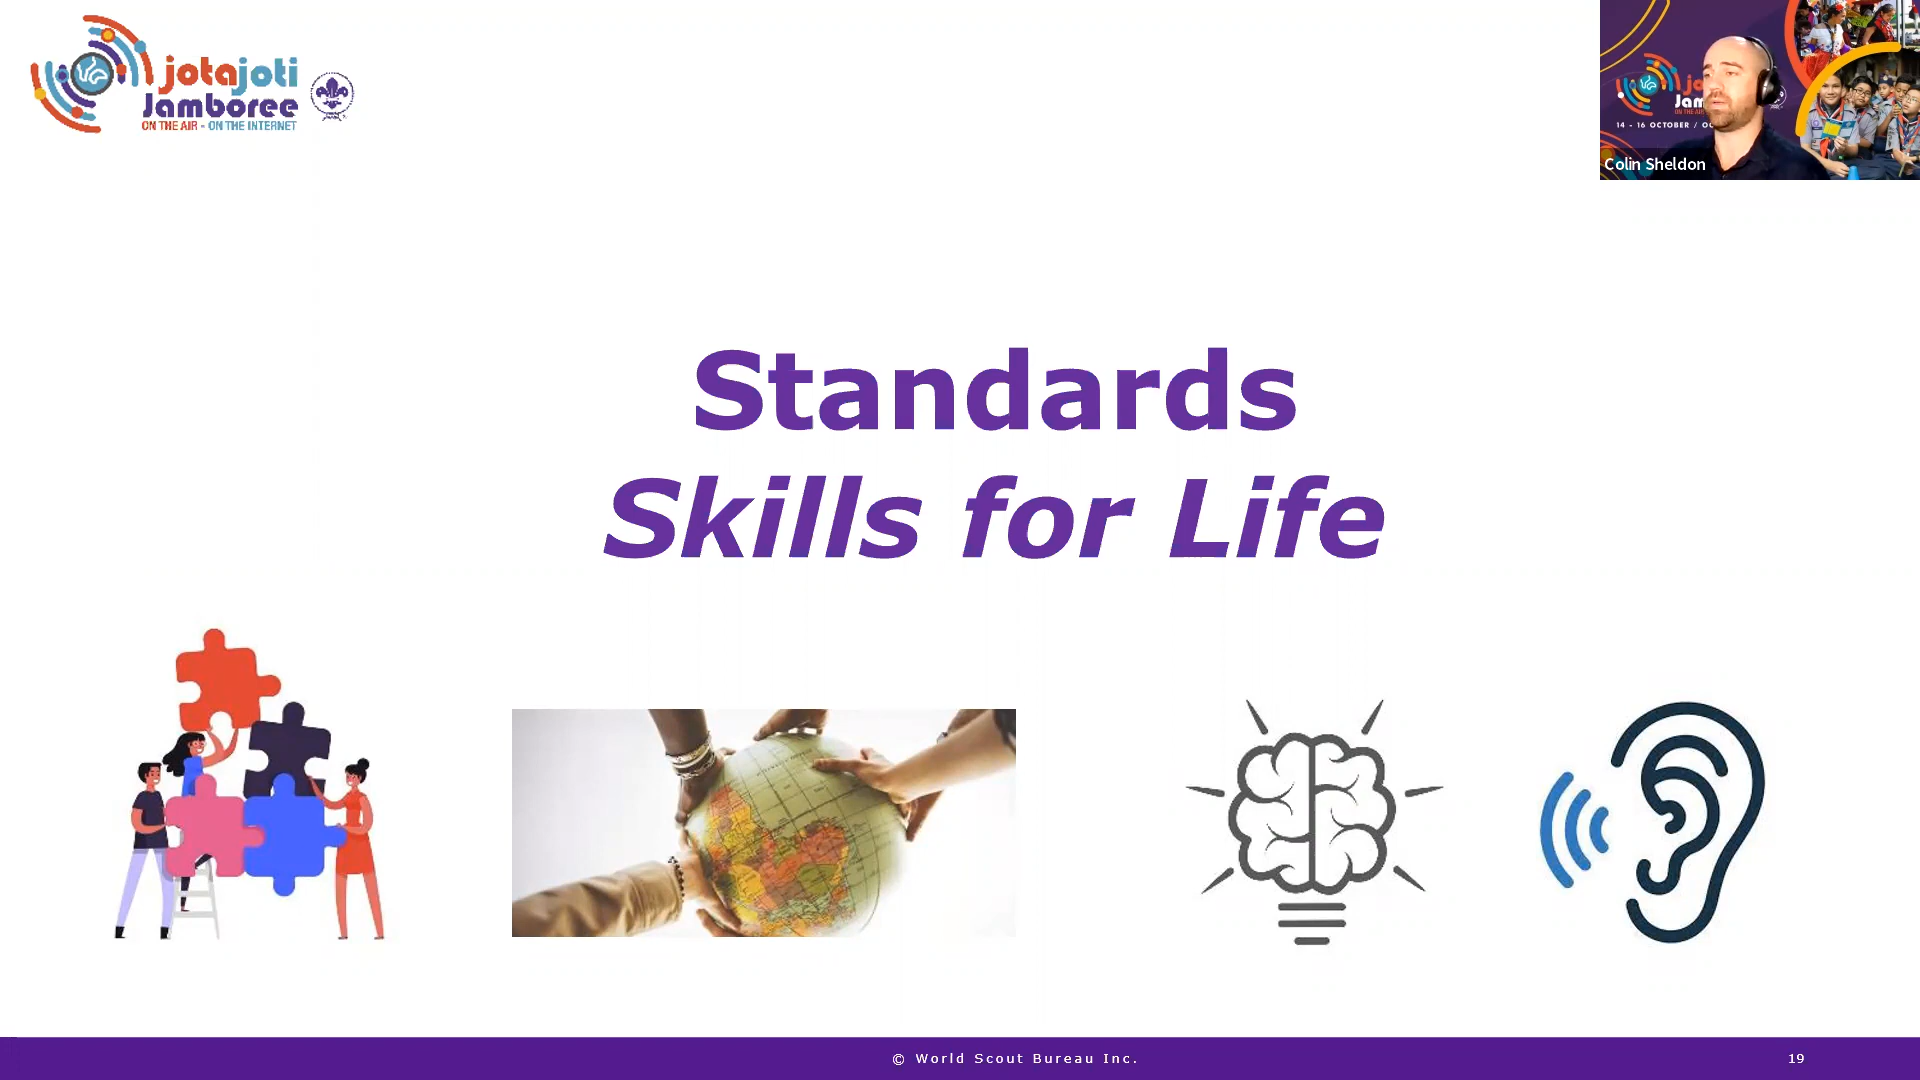 jotajoti
Jamboree
ON THE AIR - ON THE INTERNET
14 - 16 OCTOBER
Colin Sheldon
Standards
Skills for Life
© World Scout Bureau Inc.
19